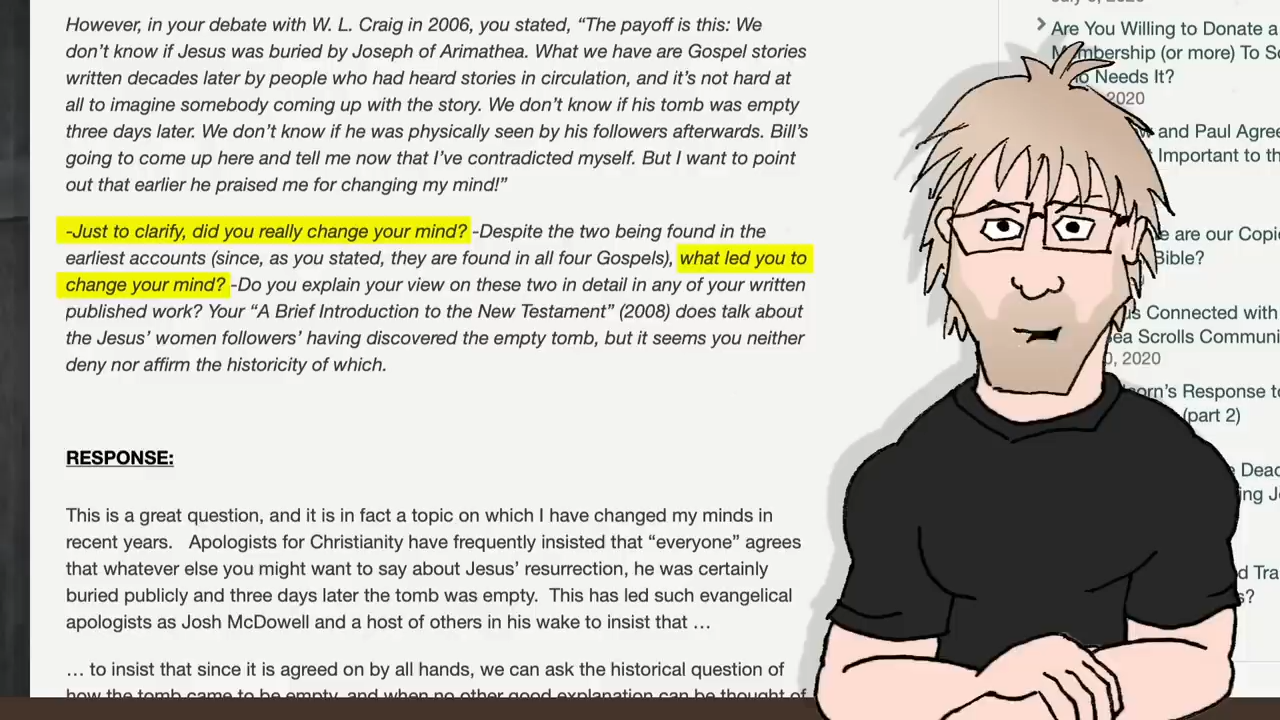 However, in your debate with W. L. Craig in 2006, you stated, “The payoff is this: We
don’t know if Jesus was buried by Joseph of Arimathea. What we have are Gospel stories
written decades later by people who had heard stories in circulation, and it’s not hard at
all to imagine somebody coming up with the story. We don’t know if his tomb was empty
three days later. We don’t know if he was physically seen by his followers afterwards. Bill’s
going to come up here and tell me now that I’ve contradicted myself. But I want to point
out that earlier he praised me for changing my mind!”
-Just to clarify, did you really change your mind? -Despite the two being found in the
earliest accounts (since, as you stated, they are found in all four Gospels), what led you to
change your mind? -Do you explain your view on these two in detail in any of your written
published work? Your “A Brief Introduction to the New Testament” (2008) does talk about
the Jesus’ women followers’ having discovered the empty tomb, but it seems you neither
deny nor affirm the historicity of which.
RESPONSE:
This is a great question, and it is in fact a topic on which I have changed my minds in
recent years. Apologists for Christianity have frequently insisted that “everyone” agrees
that whatever else you might want to say about Jesus’ resurrection, he was certainly
buried publicly and three days later the tomb was empty. This has led such evangelical
apologists as Josh McDowell and a host of others in his wake to insist that …
… to insist that since it is agreed on by all hands, we can ask the historical question of
how the tomb came to be empty, and when no other good explanation can be thought of
Are You Willing to Donate a
Membership (or more) To
Needs It?
2020
and Paul Agree
Important to
are our
Bible?
Connected with
Scrolls
2020
Response
(part 2)